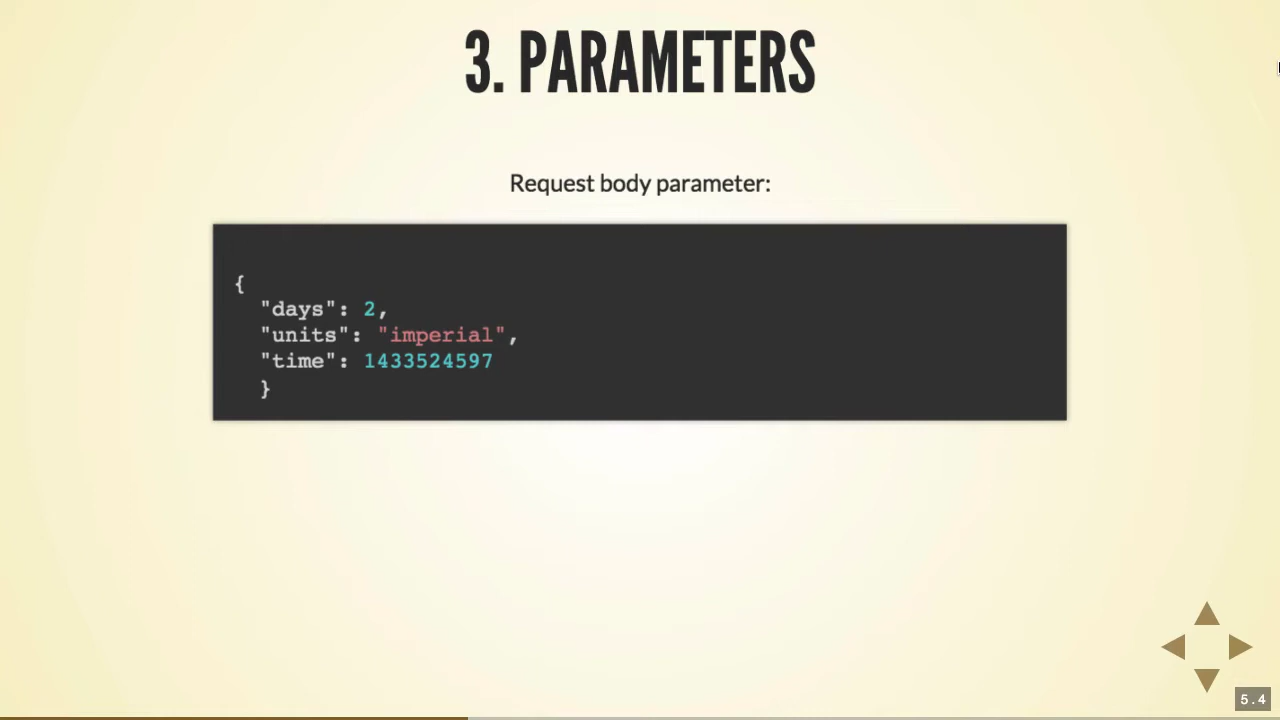 3. PARAMETERS
Request body parameter:
{
  "days": 2,
  "units": "imperial",
  "time": 1433524597
  }
5.4